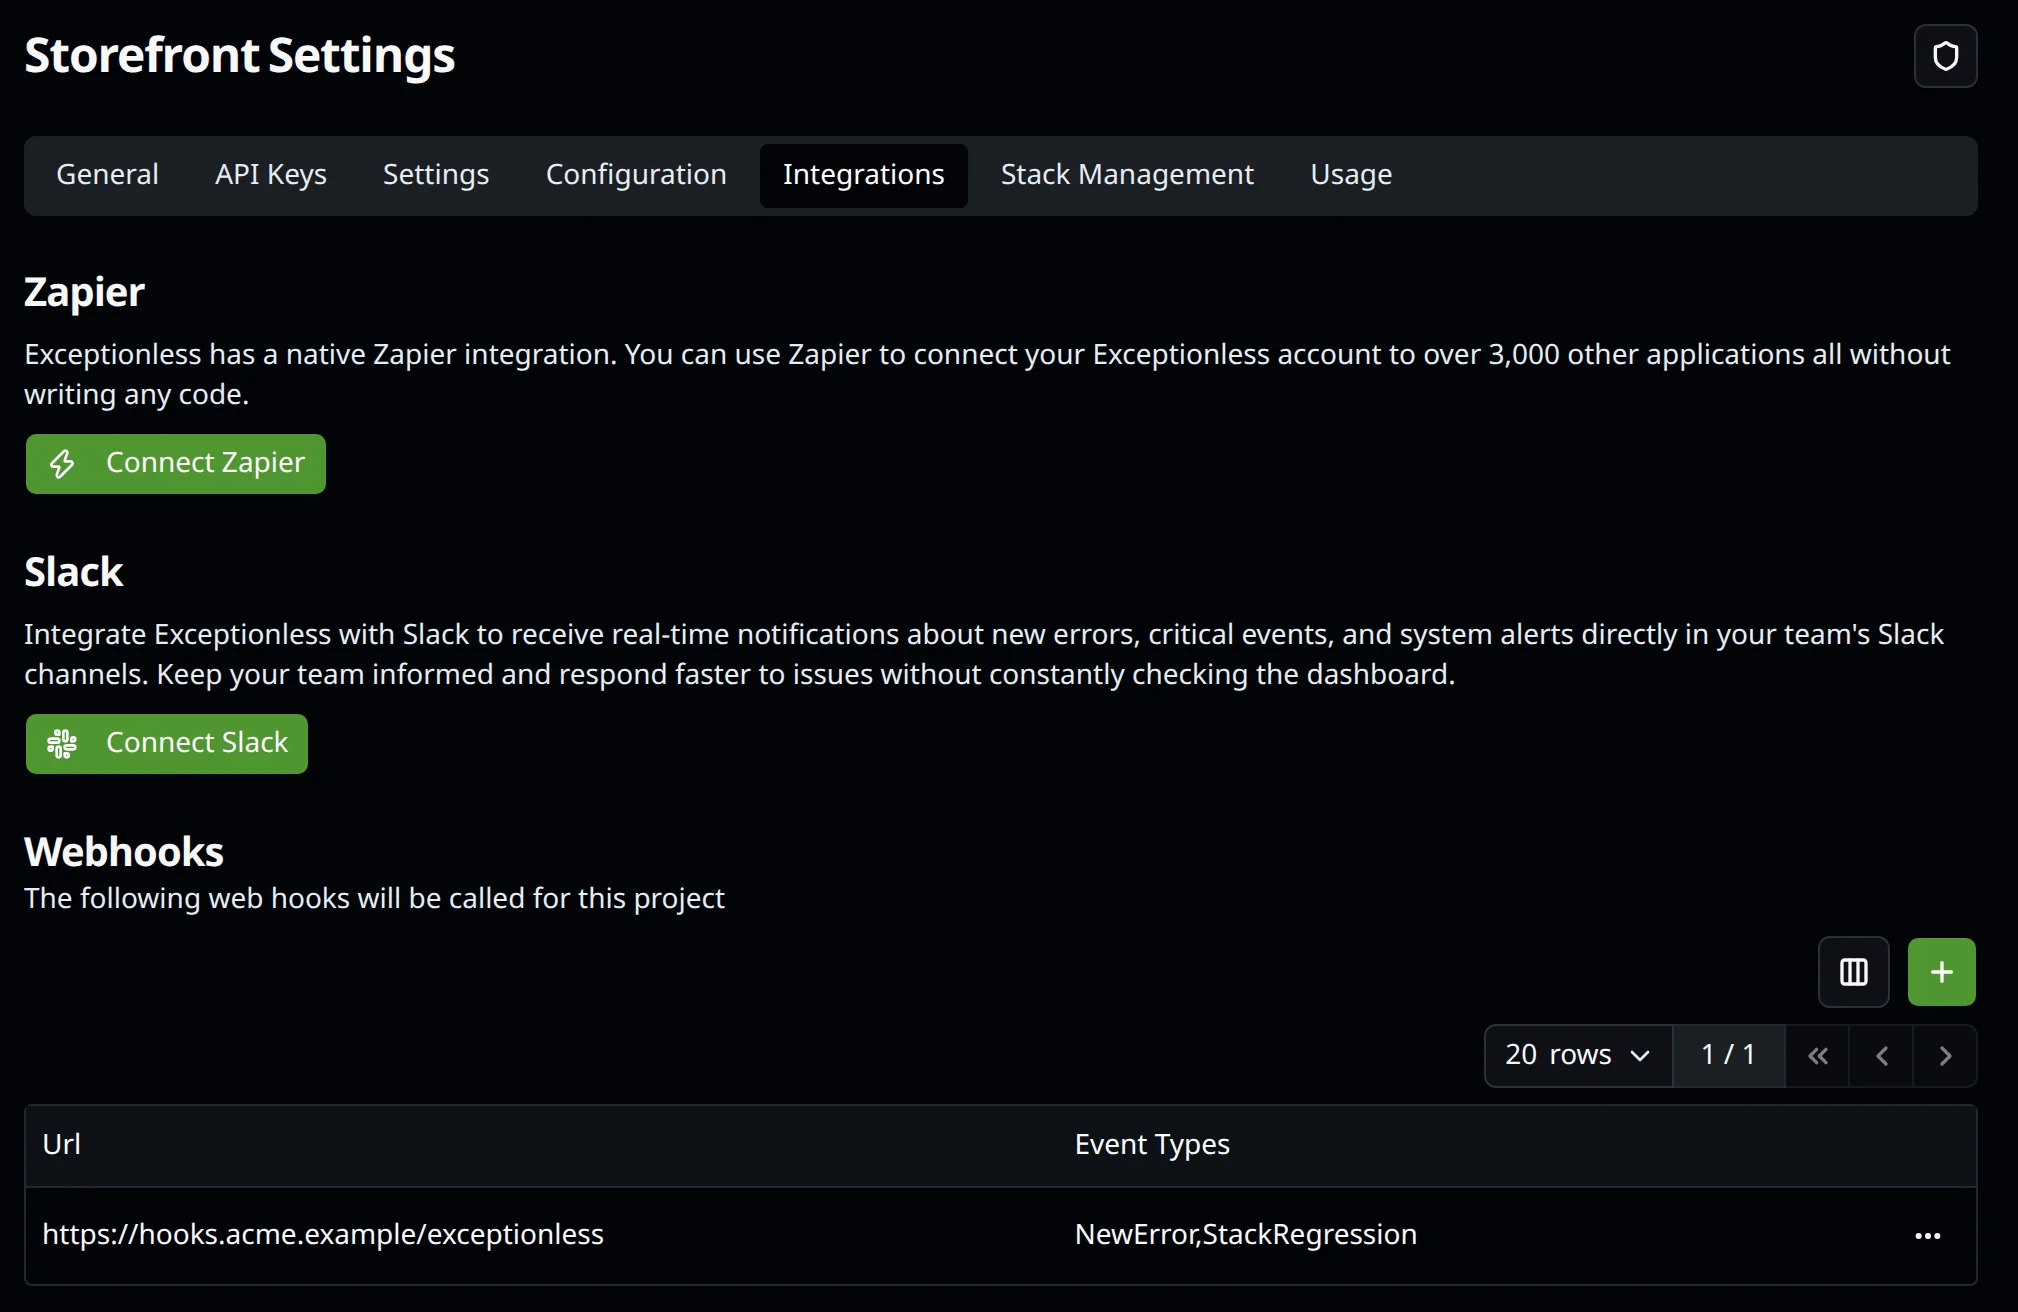 Storefront Settings
General API Keys Settings Configuration Integrations Stack Management Usage
Zapier
Exceptionless has a native Zapier integration. You can use Zapier to connect your Exceptionless account to over 3,000 other applications all without
writing any code.
Connect Zapier
Slack
Integrate Exceptionless with Slack to receive real-time notifications about new errors, critical events, and system alerts directly in your team's Slack
channels. Keep your team informed and respond faster to issues without constantly checking the dashboard.
Connect Slack
Webhooks
The following web hooks will be called for this project
20 rows 1 / 1
Url Event Types
https://hooks.acme.example/exceptionless NewError,StackRegression